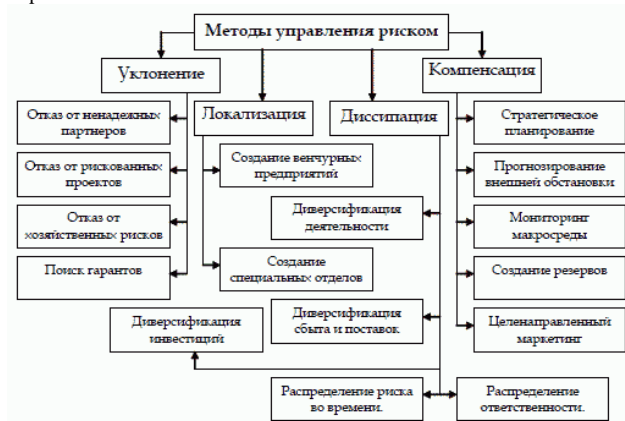 Методы управления риском
Уклонение
Компенсация
Локализация
Диссипация
Отказ от ненадежных
партнеров
Отказ от рискованных
проектов
Отказ от
хозяйственных рисков
Поиск гарантов
Создание венчурных
предприятий
Создание
специальных отделов
Диверсификация
деятельности
Диверсификация
сбыта и поставок
Диверсификация
инвестиций
Распределение риска
во времени.
Распределение
ответственности.
Стратегическое
планирование
Прогнозирование
внешней обстановки
Мониторинг
макросреды
Создание резервов
Целенаправленный
маркетинг